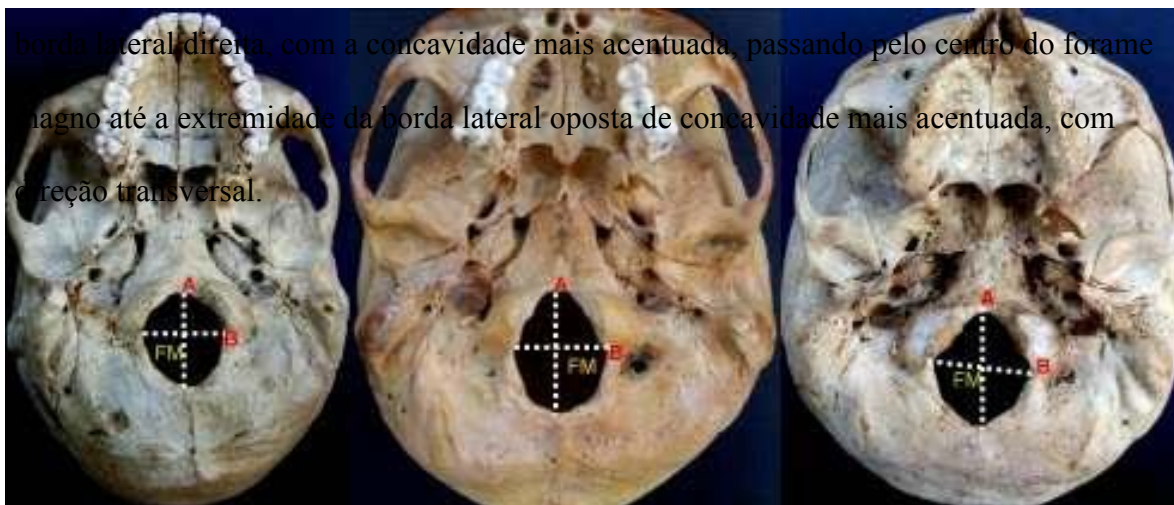 borda lateral direita, com a concavidade mais acentuada, passando pelo centro do forame
magno até a extremidade da borda lateral oposta de concavidade mais acentuada, com
direção transversal.
A
B
FM
A
B
FM
A
B
FM